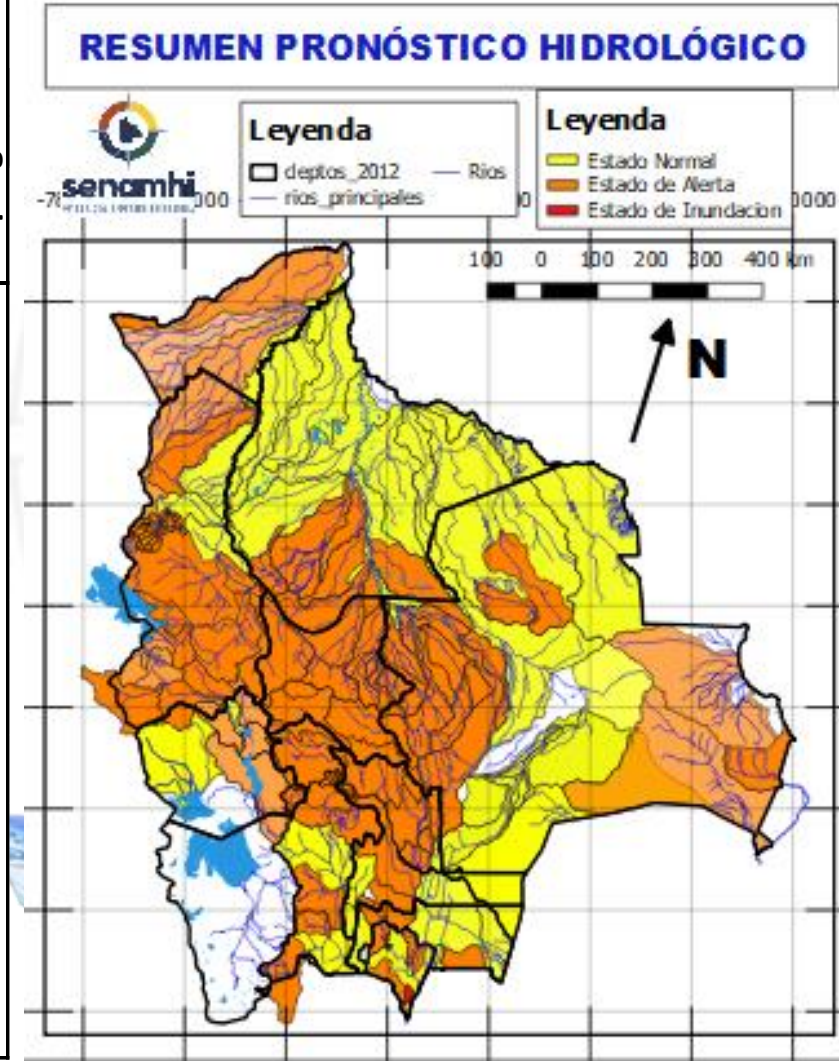 RESUMEN PRONÓSTICO HIDROLÓGICO
senamhi
Leyenda
deptos_2012
Rios
rios_principales
Leyenda
Estado Normal
Estado de Alerta
Estado de Inundacion
100 0 100 200 300 400 km
N